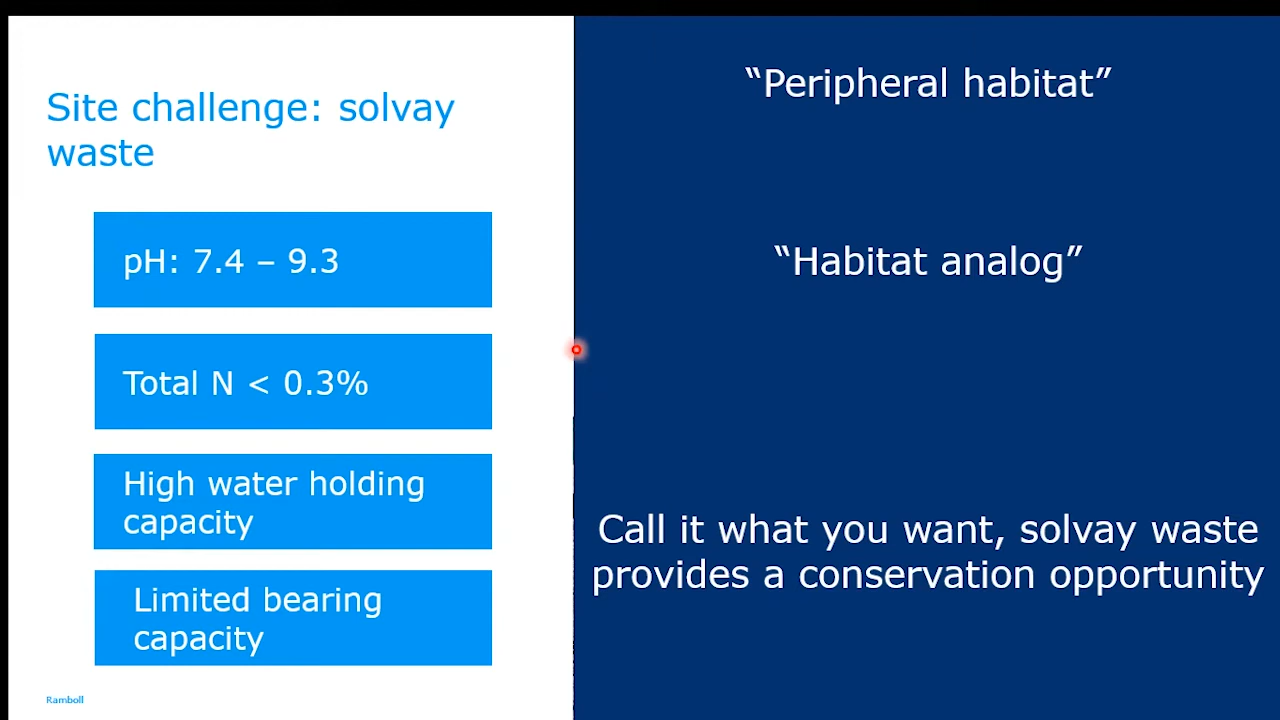 Site challenge: solvay
waste
pH: 7.4 – 9.3
Total N < 0.3%
High water holding
capacity
Limited bearing
capacity
Ramboll
“Peripheral habitat”
“Habitat analog”
Call it what you want, solvay waste
provides a conservation opportunity